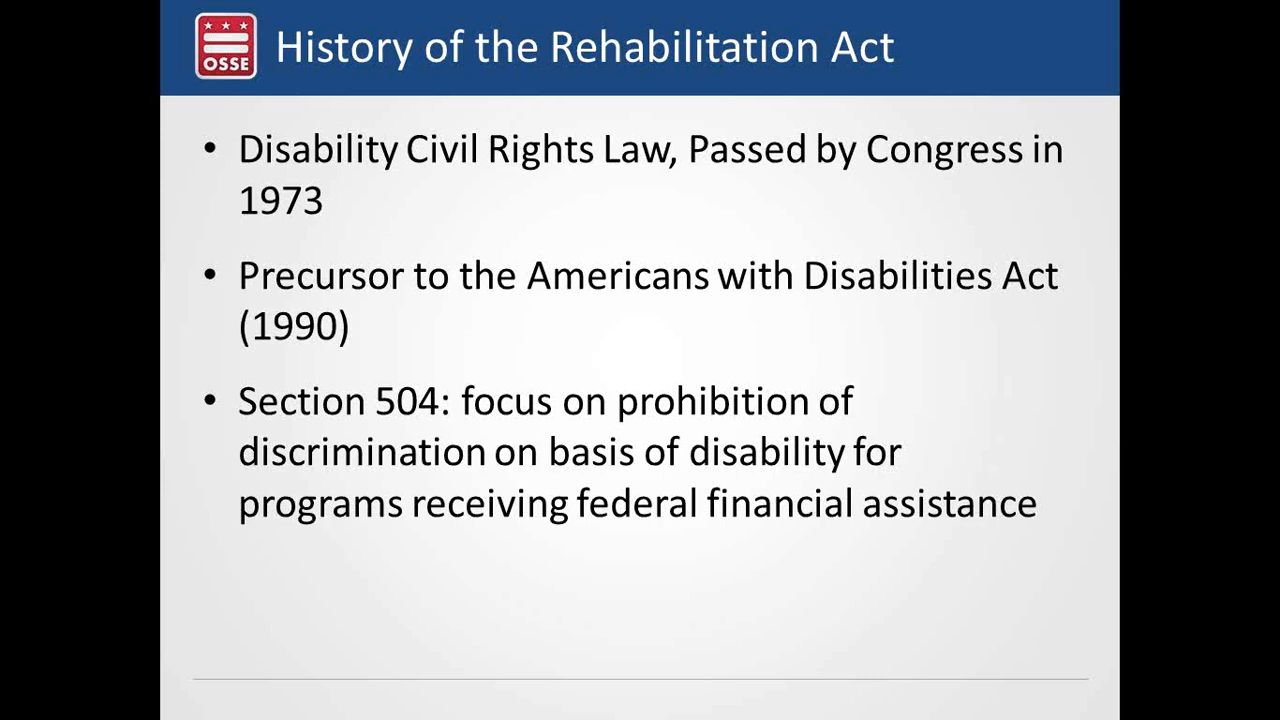 OSSE
History of the Rehabilitation Act
• Disability Civil Rights Law, Passed by Congress in
1973
• Precursor to the Americans with Disabilities Act
(1990)
• Section 504: focus on prohibition of
discrimination on basis of disability for
programs receiving federal financial assistance